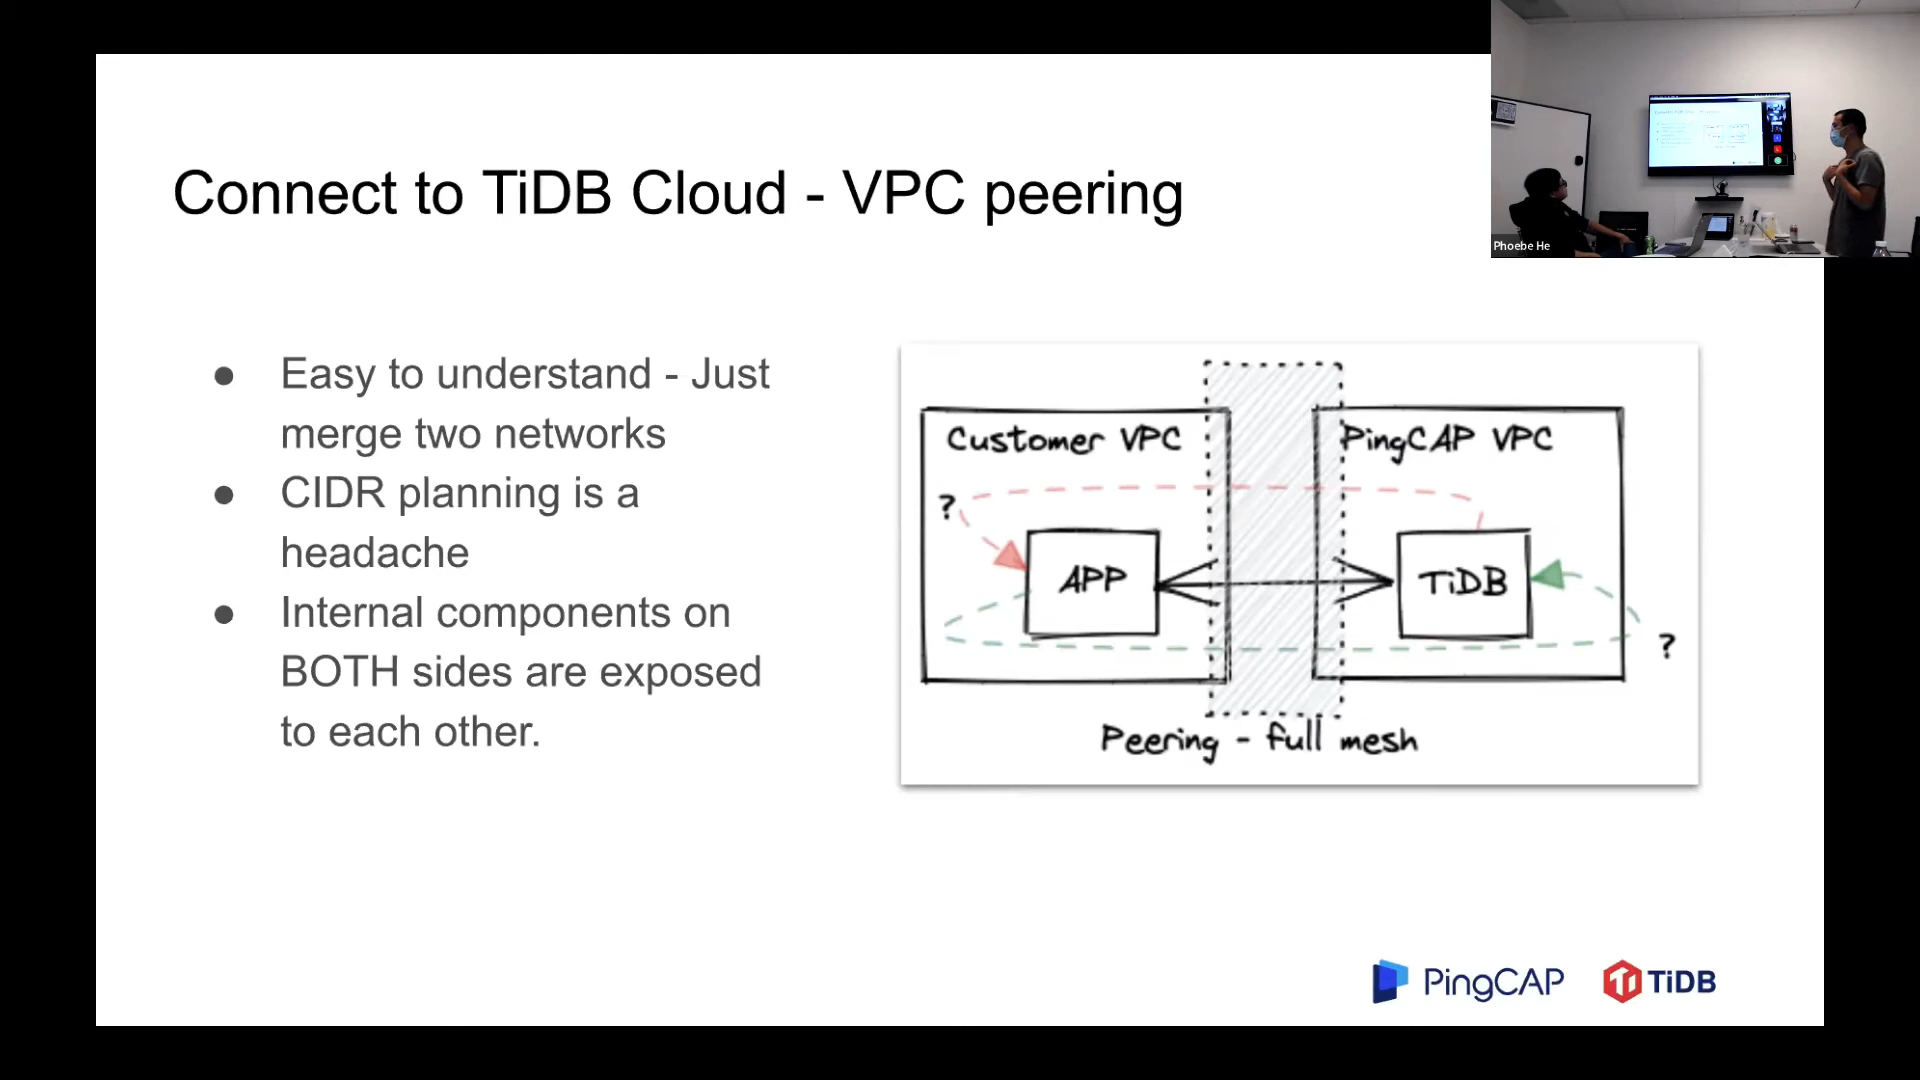 Connect to TiDB Cloud - VPC peering
● Easy to understand - Just
merge two networks
● CIDR planning is a
headache
● Internal components on
BOTH sides are exposed
to each other.
Customer VPC
PingCAP VPC
?
APP
TiDB
?
Peering - full mesh
PingCAP
TiDB
Phoebe He